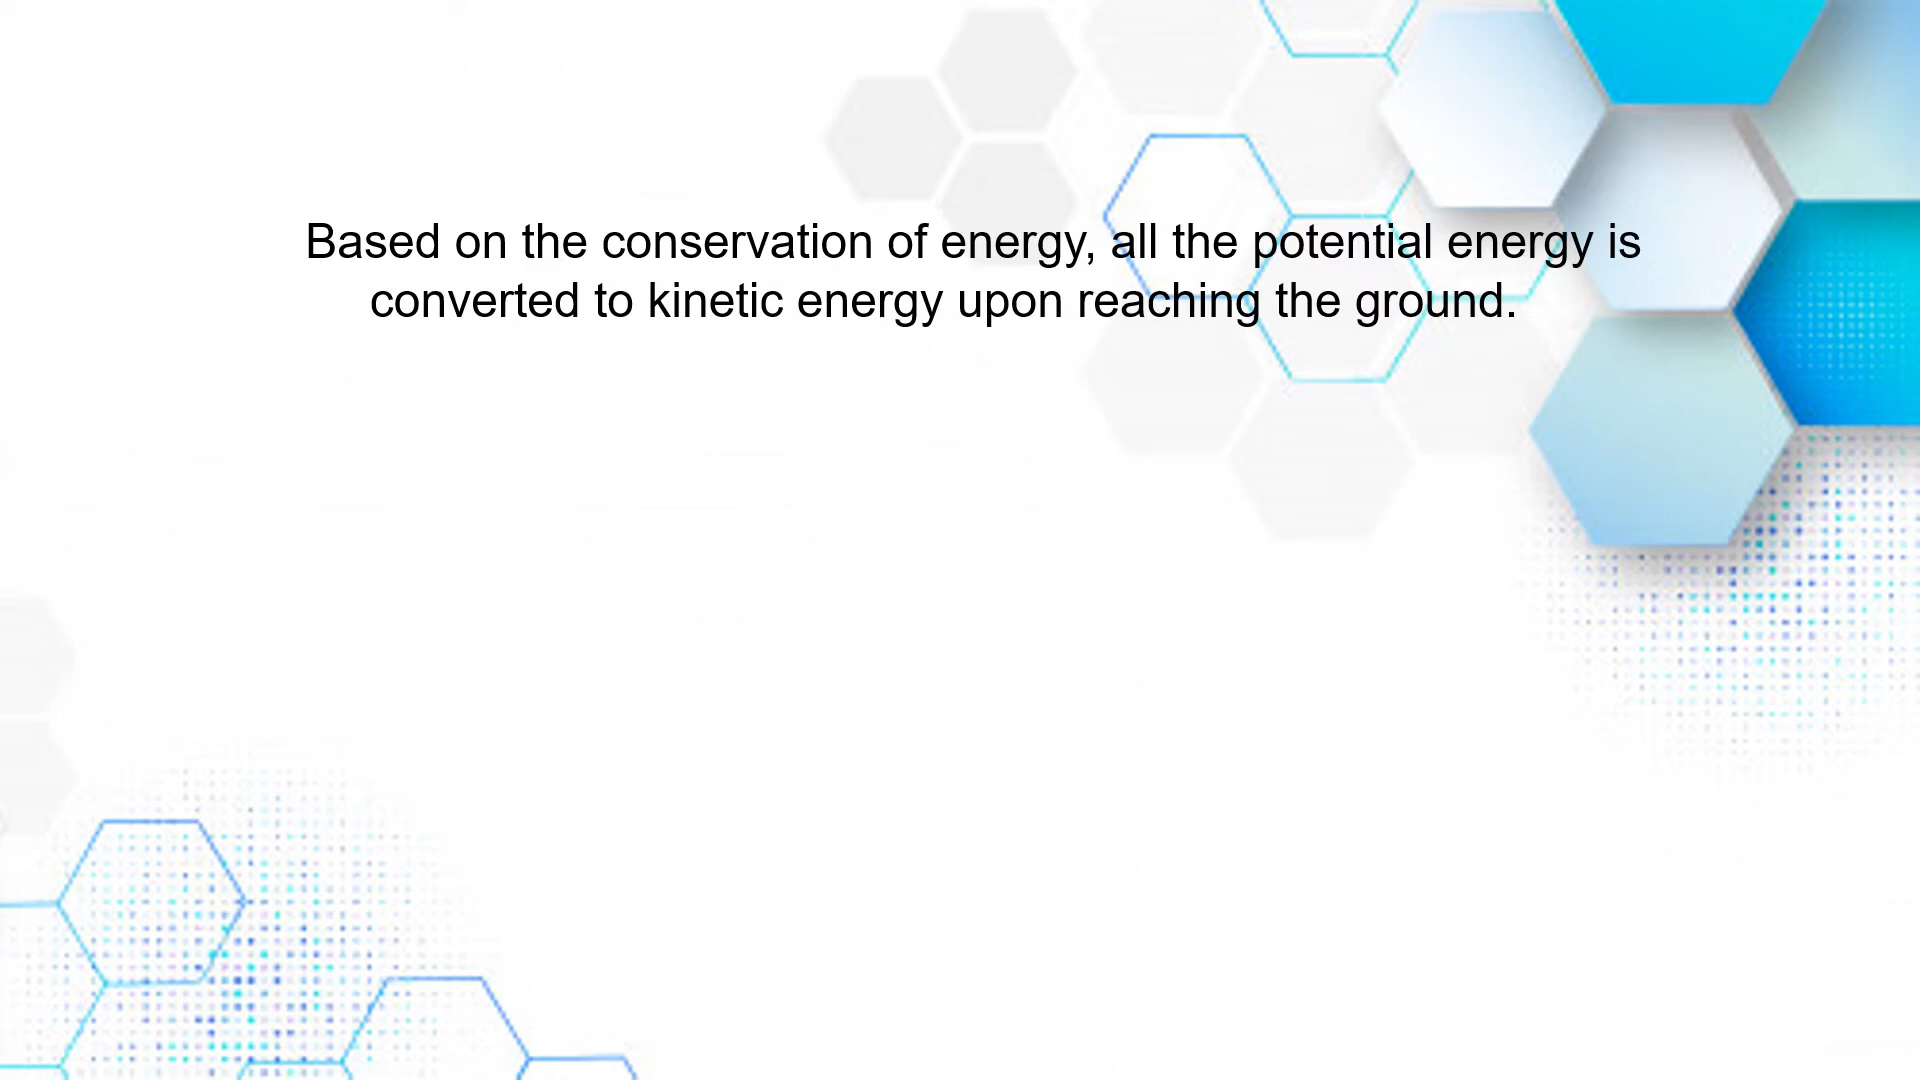 Based on the conservation of energy, all the potential energy is
converted to kinetic energy upon reaching the ground.